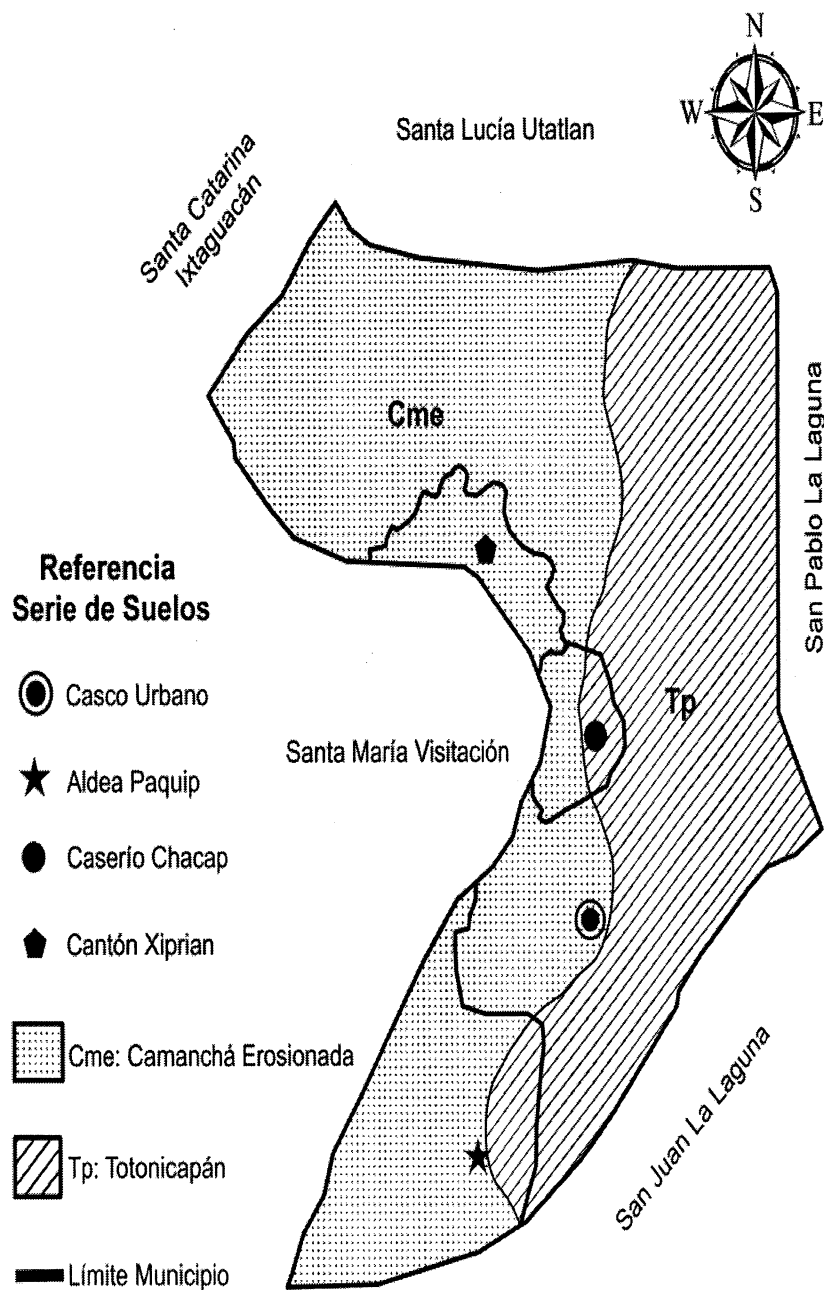 N
W E
S
Santa Lucía Utatlan
Santa Catarina
Ixtaguacán
San Pablo La Laguna
Cme
Referencia
Serie de Suelos
Casco Urbano
Tp
Santa María Visitación
Aldea Paquip
Caserío Chacap
Cantón Xiprian
Cme: Camanchá Erosionada
San Juan La Laguna
Tp: Totonicapán
Límite Municipio